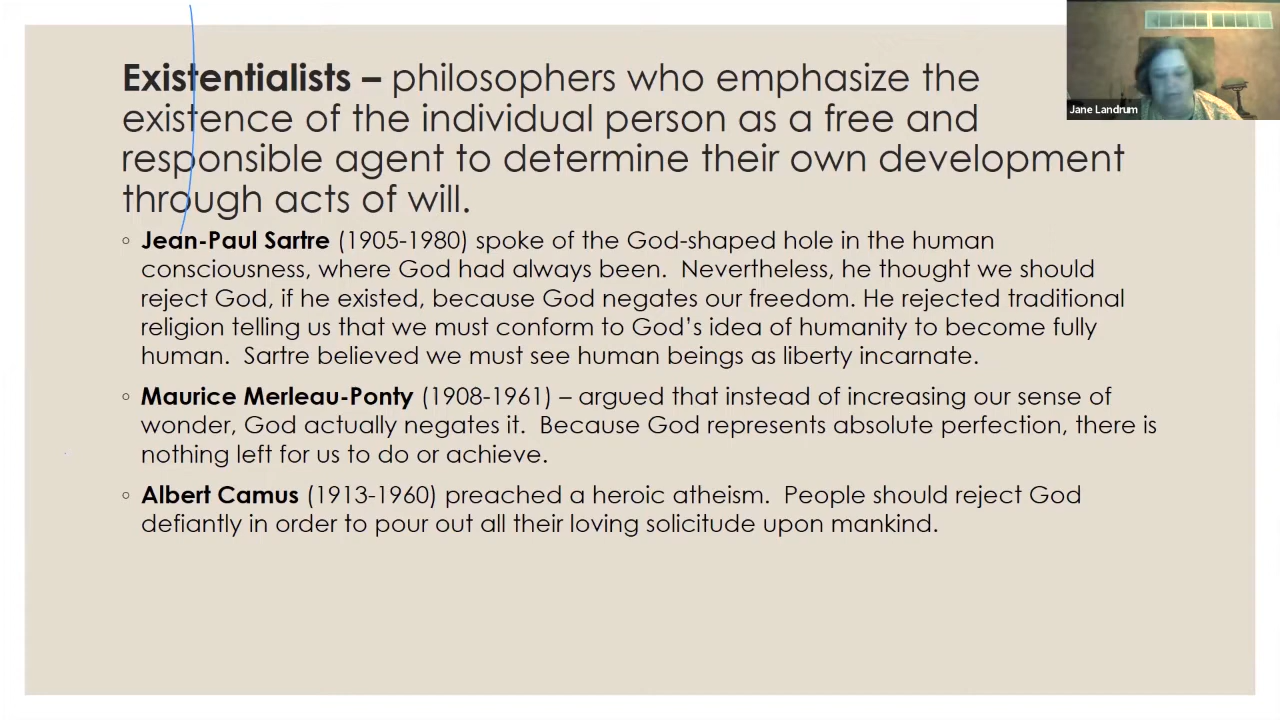 Existentialists – philosophers who emphasize the
existence of the individual person as a free and
responsible agent to determine their own development
through acts of will.
◦ Jean-Paul Sartre (1905-1980) spoke of the God-shaped hole in the human
consciousness, where God had always been.  Nevertheless, he thought we should
reject God, if he existed, because God negates our freedom. He rejected traditional
religion telling us that we must conform to God’s idea of humanity to become fully
human.  Sartre believed we must see human beings as liberty incarnate.
◦ Maurice Merleau-Ponty (1908-1961) – argued that instead of increasing our sense of
wonder, God actually negates it.  Because God represents absolute perfection, there is
nothing left for us to do or achieve.
◦ Albert Camus (1913-1960) preached a heroic atheism.  People should reject God
defiantly in order to pour out all their loving solicitude upon mankind.
Jane Landrum